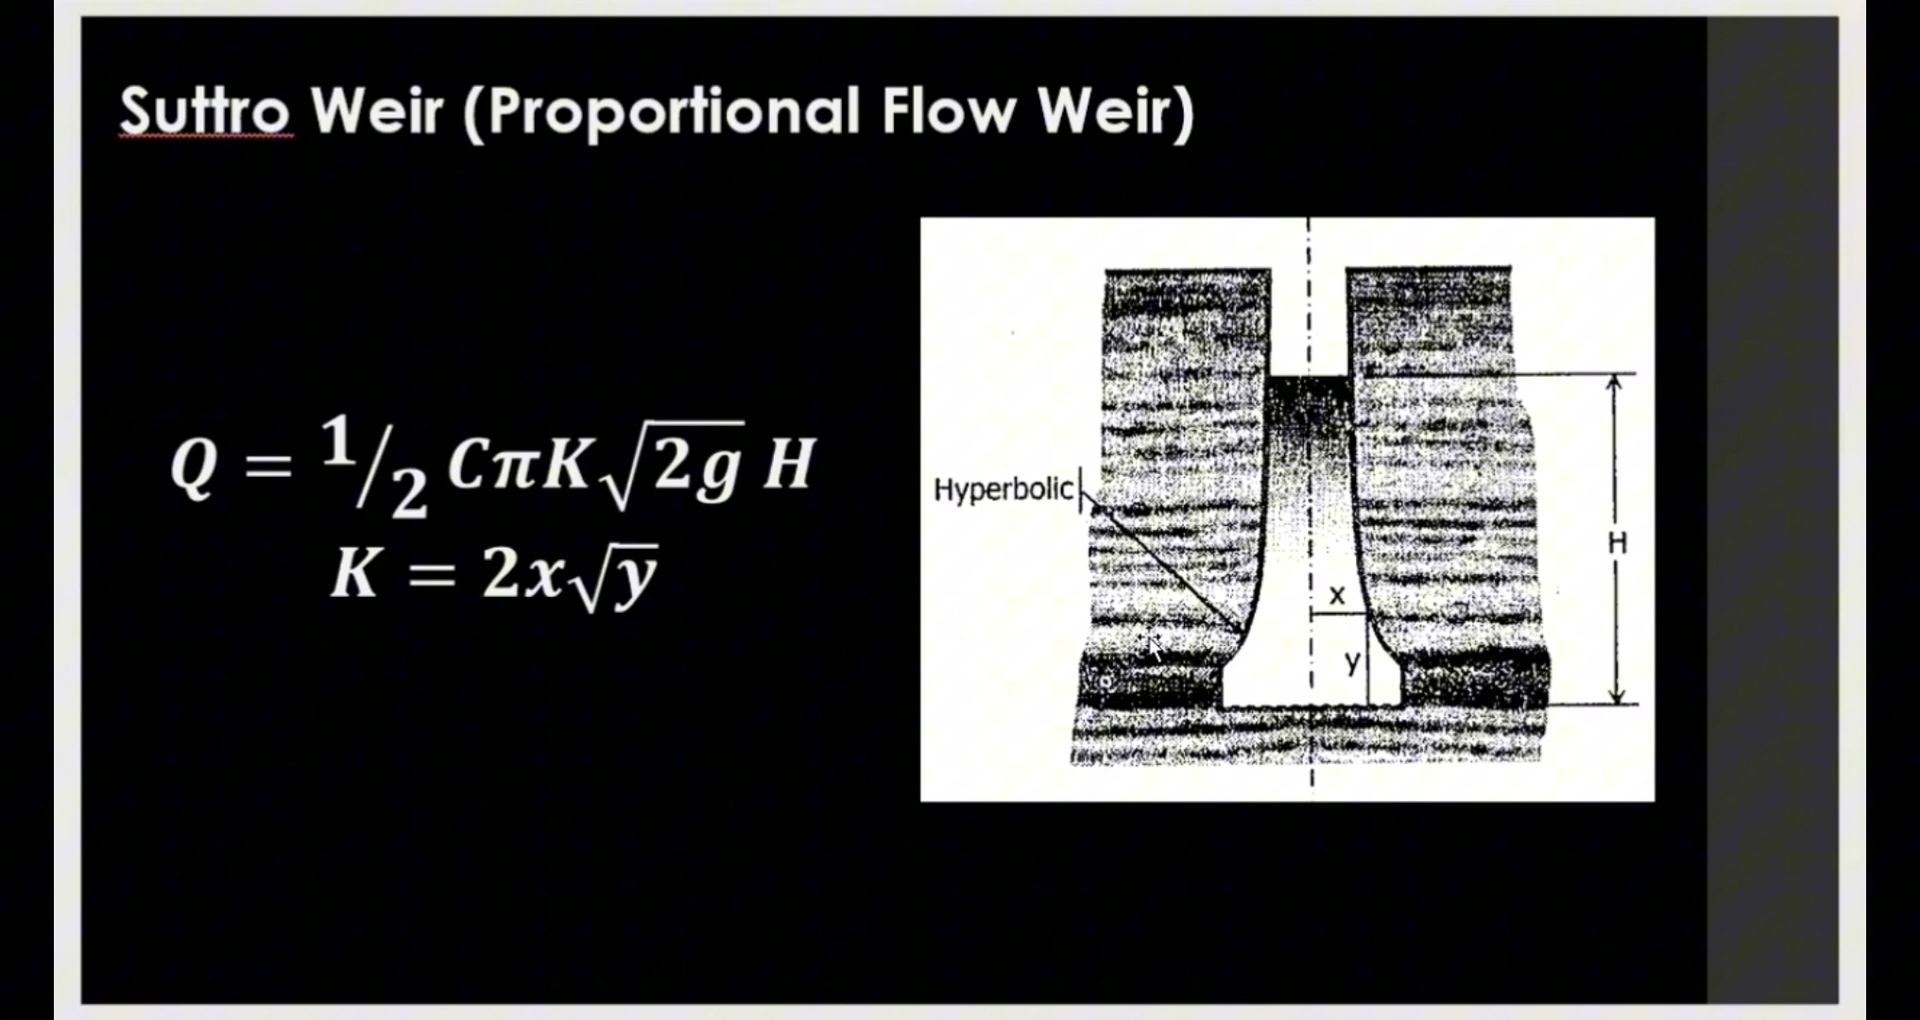 Suttro Weir (Proportional Flow Weir)
Q = 1/2 CπK√2g H
K = 2x√y
Hyperbolic
H
x
y